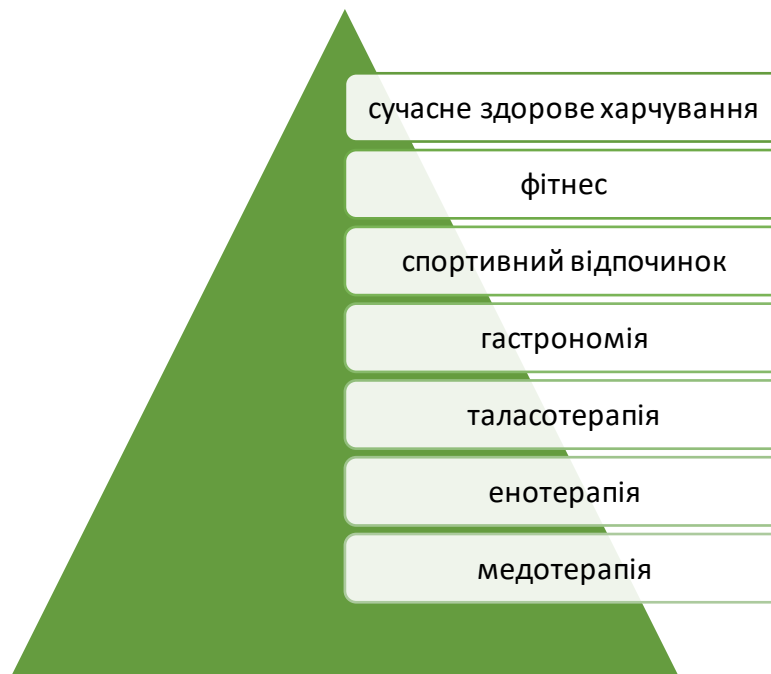 сучасне здорове харчування
фітнес
спортивний відпочинок
гастрономія
таласотерапія
енотерапія
медотерапія